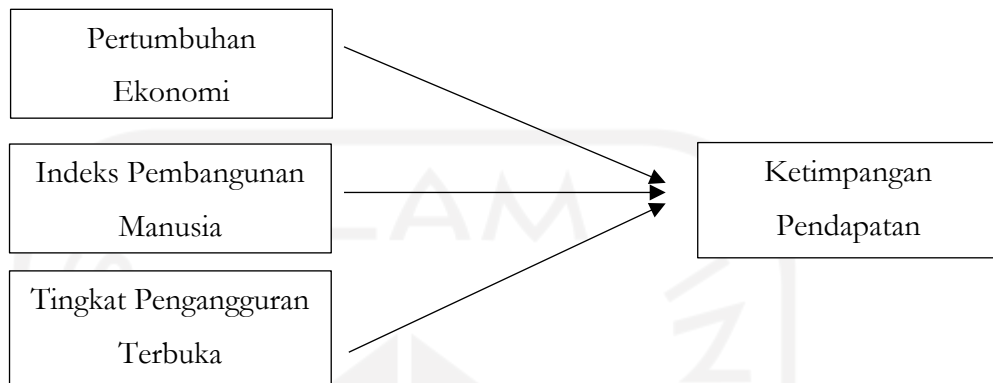 Pertumbuhan
Ekonomi
Indeks Pembangunan
Manusia
Tingkat Pengangguran
Terbuka
Ketimpangan
Pendapatan